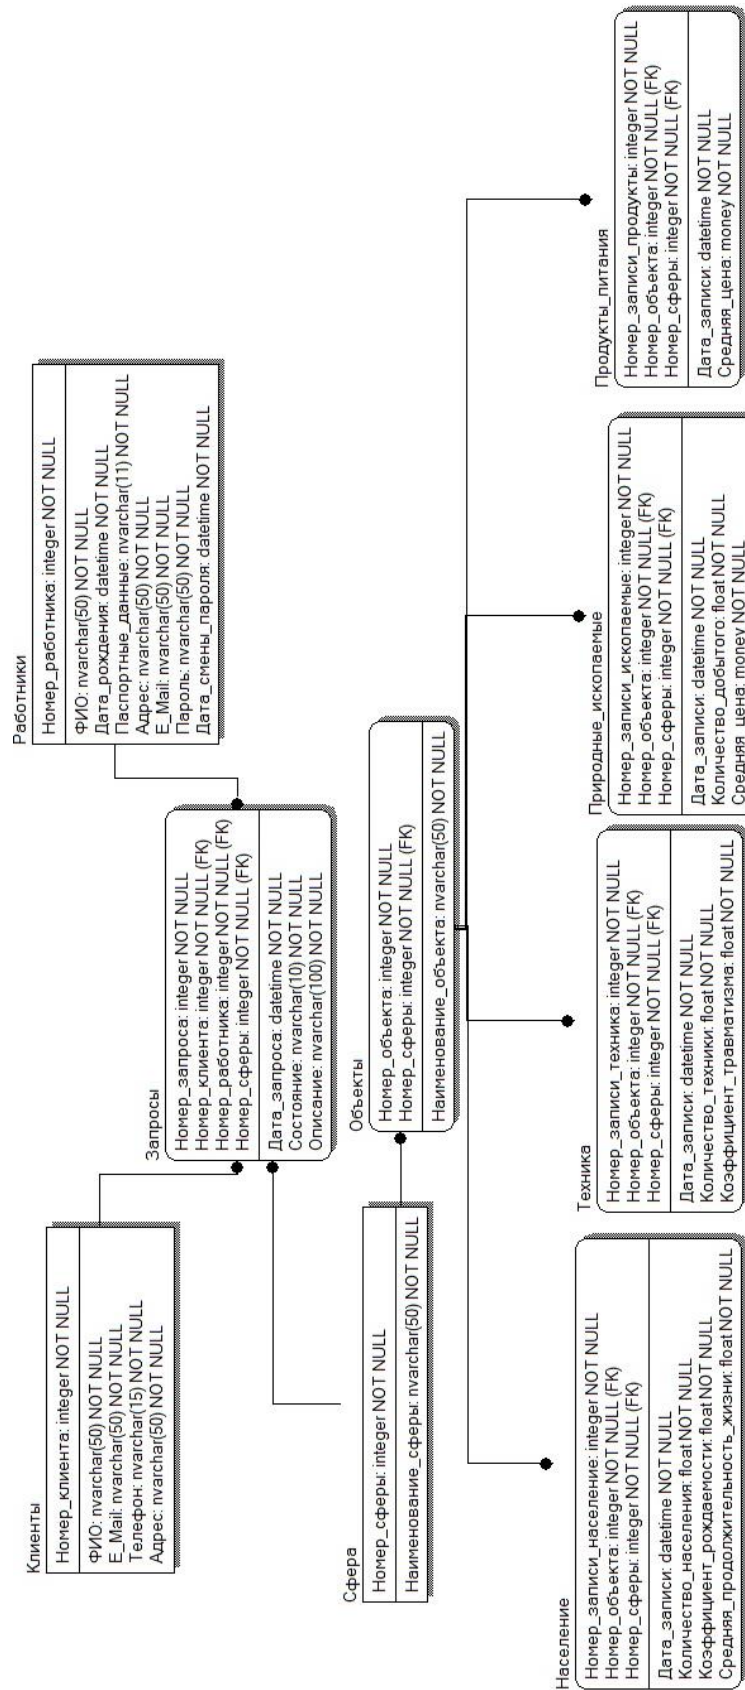 Клиенты
Номер_клиента: integer NOT NULL
ФИО: nvarchar(50) NOT NULL
E_Mail: nvarchar(50) NOT NULL
Телефон: nvarchar(15) NOT NULL
Адрес: nvarchar(50) NOT NULL
Запросы
Номер_запроса: integer NOT NULL
Номер_клиента: integer NOT NULL (FK)
Номер_работника: integer NOT NULL (FK)
Номер_сферы: integer NOT NULL (FK)
Дата_запроса: datetime NOT NULL
Состояние: nvarchar(10) NOT NULL
Описание: nvarchar(100) NOT NULL
Работники
Номер_работника: integer NOT NULL
ФИО: nvarchar(50) NOT NULL
Дата_рождения: datetime NOT NULL
Паспортные_данные: nvarchar(11) NOT NULL
Адрес: nvarchar(50) NOT NULL
E_Mail: nvarchar(50) NOT NULL
Пароль: nvarchar(50) NOT NULL
Дата_смены_пароля: datetime NOT NULL
Сфера
Номер_сферы: integer NOT NULL
Наименование_сферы: nvarchar(50) NOT NULL
Объекты
Номер_объекта: integer NOT NULL
Номер_сферы: integer NOT NULL (FK)
Наименование_объекта: nvarchar(50) NOT NULL
Население
Номер_записи_население: integer NOT NULL
Номер_объекта: integer NOT NULL (FK)
Номер_сферы: integer NOT NULL (FK)
Дата_записи: datetime NOT NULL
Количество_населения: float NOT NULL
Коэффициент_рождаемости: float NOT NULL
Средняя_продолжительность_жизни: float NOT NULL
Техника
Номер_записи_техника: integer NOT NULL
Номер_объекта: integer NOT NULL (FK)
Номер_сферы: integer NOT NULL (FK)
Дата_записи: datetime NOT NULL
Количество_техники: float NOT NULL
Коэффициент_травматизма: float NOT NULL
Природные_ископаемые
Номер_записи_ископаемые: integer NOT NULL
Номер_объекта: integer NOT NULL (FK)
Номер_сферы: integer NOT NULL (FK)
Дата_записи: datetime NOT NULL
Количество_добытого: float NOT NULL
Средняя_цена: money NOT NULL
Продукты_питания
Номер_записи_продукты: integer NOT NULL
Номер_объекта: integer NOT NULL (FK)
Номер_сферы: integer NOT NULL (FK)
Дата_записи: datetime NOT NULL
Средняя_цена: money NOT NULL